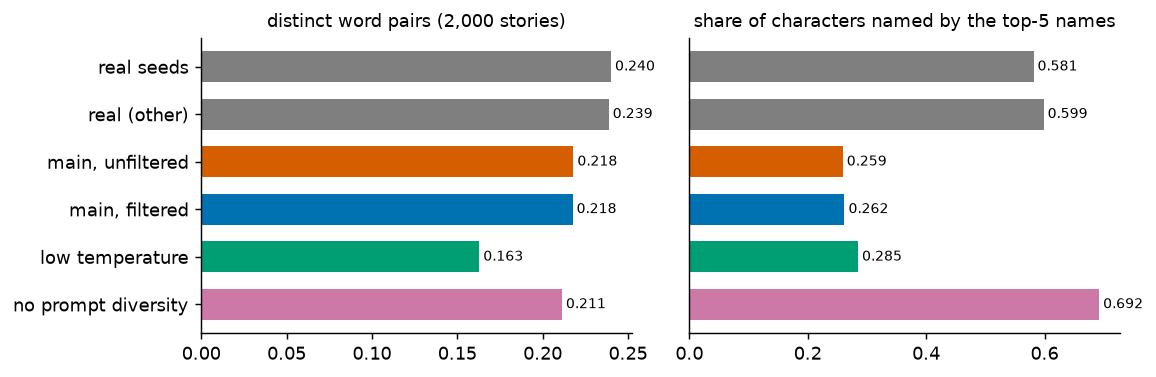 distinct word pairs (2,000 stories)
share of characters named by the top-5 names
real seeds
real (other)
main, unfiltered
main, filtered
low temperature
no prompt diversity
0.240
0.239
0.218
0.218
0.163
0.211
0.00
0.05
0.10
0.15
0.20
0.25
0.581
0.599
0.259
0.262
0.285
0.692
0.0
0.2
0.4
0.6